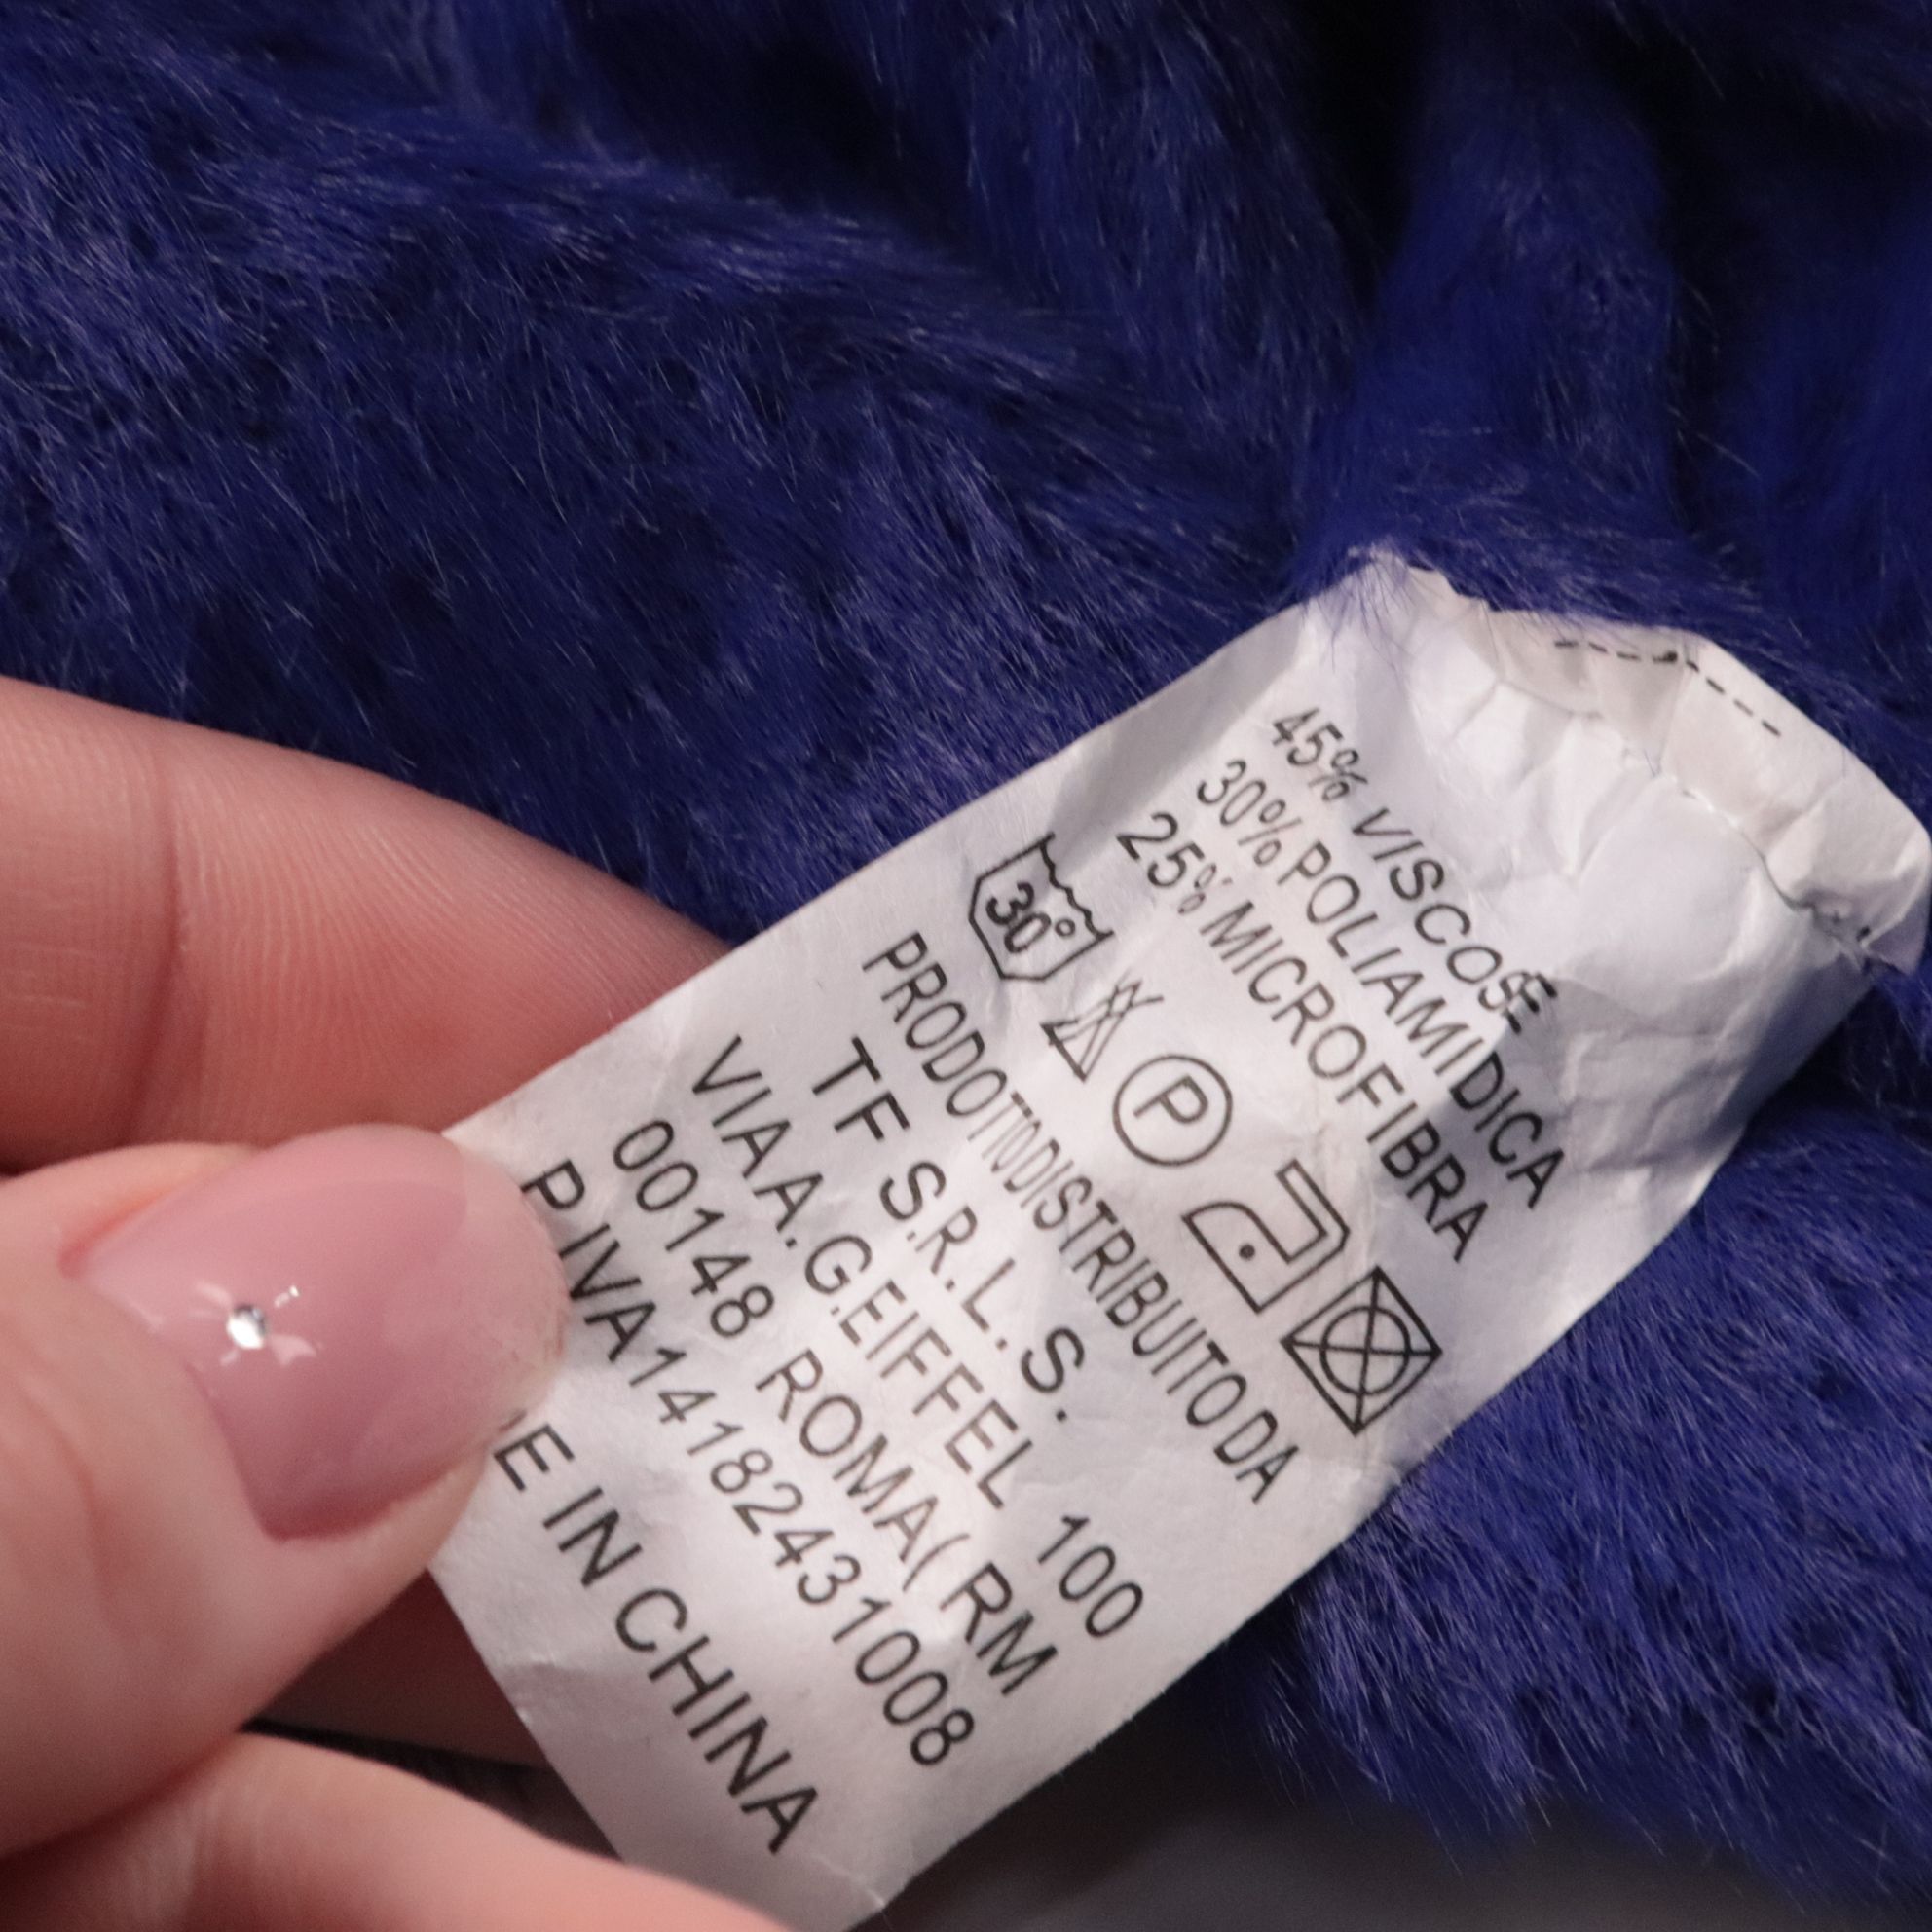 45% VISCOSE
30% POLIAMIDICA
25% MICROFIBRA
30°
P
PRODOTTO DISTRIBUITO DA
TF S.R.L.S.
VIA A.G.EIFFEL 100
00148 ROMA( RM
P.IVA14182431008
DE IN CHINA